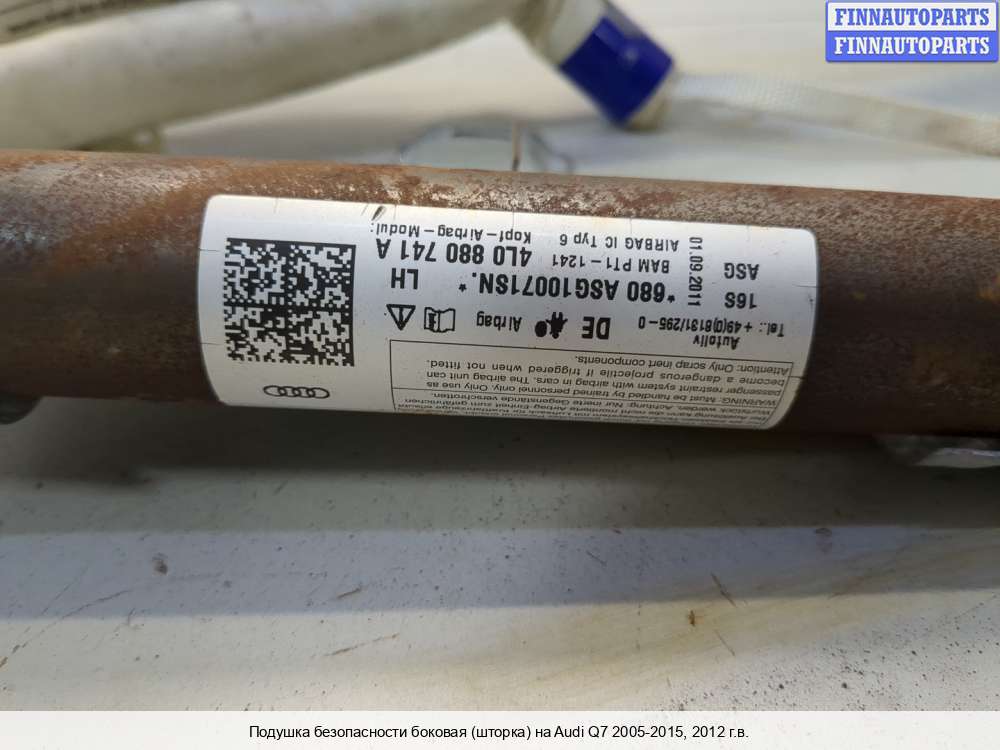 FINNAUTOPARTS
FINNAUTOPARTS
Attention: Only scrap inert components.
become a dangerous projectile if triggered when not fitted.
passenger restraint system with airbag in cars. The airbag unit can
WARNING: Must be handled by trained personnel only. Only use as
Autoliv
Tel.: +49(0)8131/295-0
DE
Airbag
16S
*680 ASG10071SN. *
LH
ASG
01.09.2011
BAM PT1-1241
4L0 880 741 A
AIRBAG IC Typ 6
Kopf-Airbag-Modul:
Подушка безопасности боковая (шторка) на Audi Q7 2005-2015, 2012 г.в.